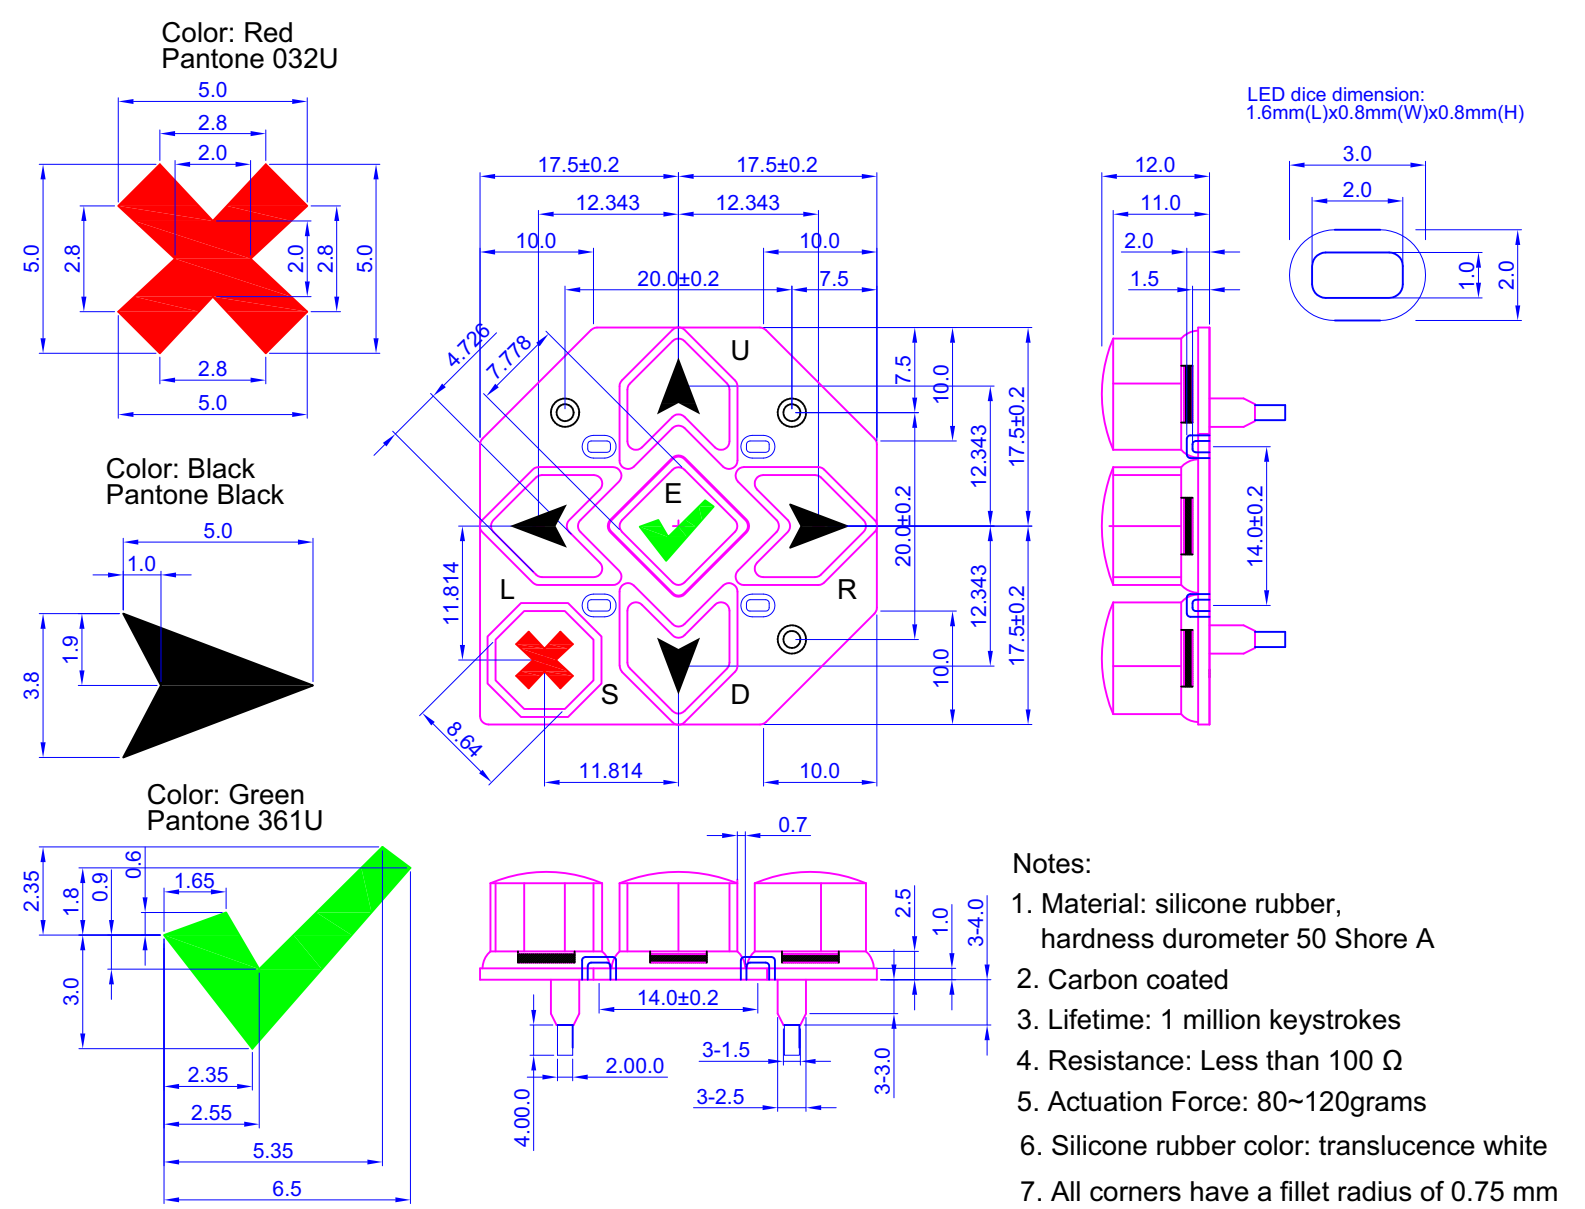 Color: Red
Pantone 032U
5.0
2.8
2.0
5.0
2.8
2.0
2.8
5.0
2.8
5.0
Color: Black
Pantone Black
5.0
1.0
1.9
3.8
Color: Green
Pantone 361U
2.35
1.8
0.9
0.6
1.65
3.0
2.35
2.55
5.35
6.5
17.5±0.2
17.5±0.2
12.343
12.343
10.0
10.0
20.0±0.2
7.5
4.726
7.778
U
E
L
R
S
D
7.5
10.0
12.343
17.5±0.2
20.0±0.2
12.343
17.5±0.2
10.0
11.814
8.64
11.814
10.0
12.0
11.0
2.0
1.5
14.0±0.2
LED dice dimension:
1.6mm(L)x0.8mm(W)x0.8mm(H)
3.0
2.0
1.0
2.0
0.7
2.5
1.0
3-4.0
14.0±0.2
3-1.5
2.00.0
3-2.5
3-3.0
4.00.0
Notes:
1. Material: silicone rubber,
hardness durometer 50 Shore A
2. Carbon coated
3. Lifetime: 1 million keystrokes
4. Resistance: Less than 100 Ω
5. Actuation Force: 80~120grams
6. Silicone rubber color: translucence white
7. All corners have a fillet radius of 0.75 mm